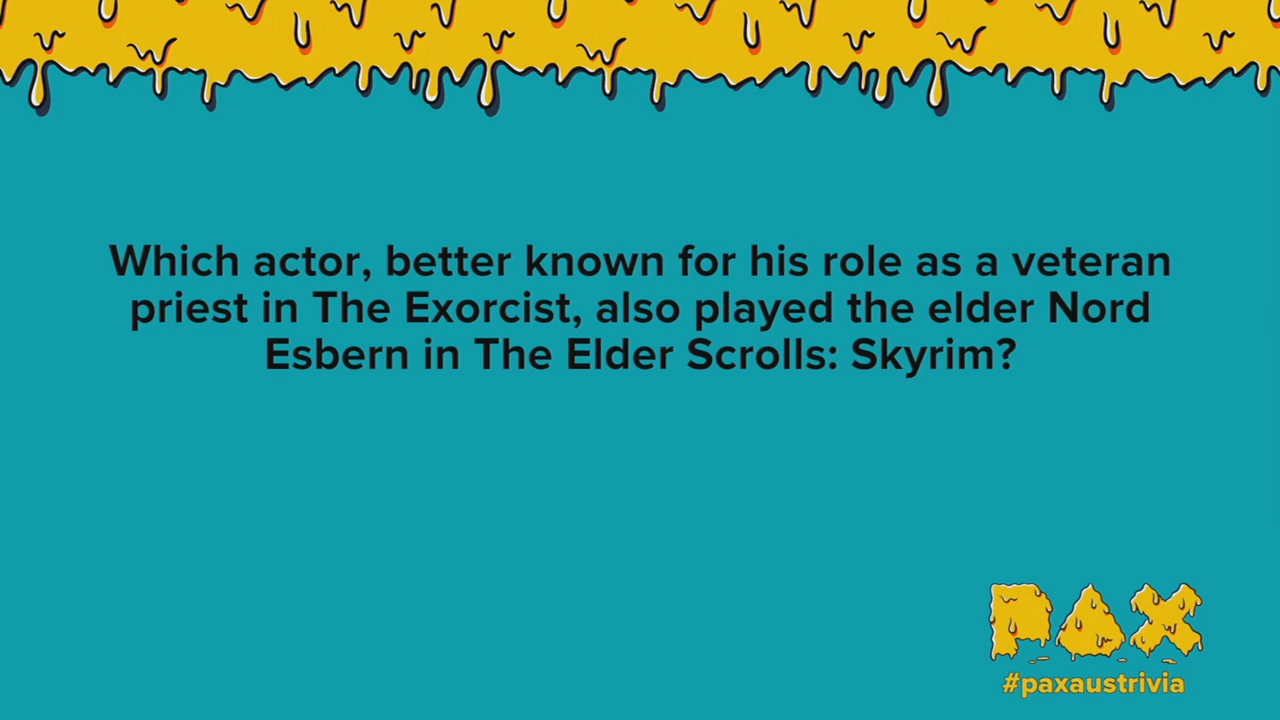 Which actor, better known for his role as a veteran
priest in The Exorcist, also played the elder Nord
Esbern in The Elder Scrolls: Skyrim?
PAX
#paxaustrivia